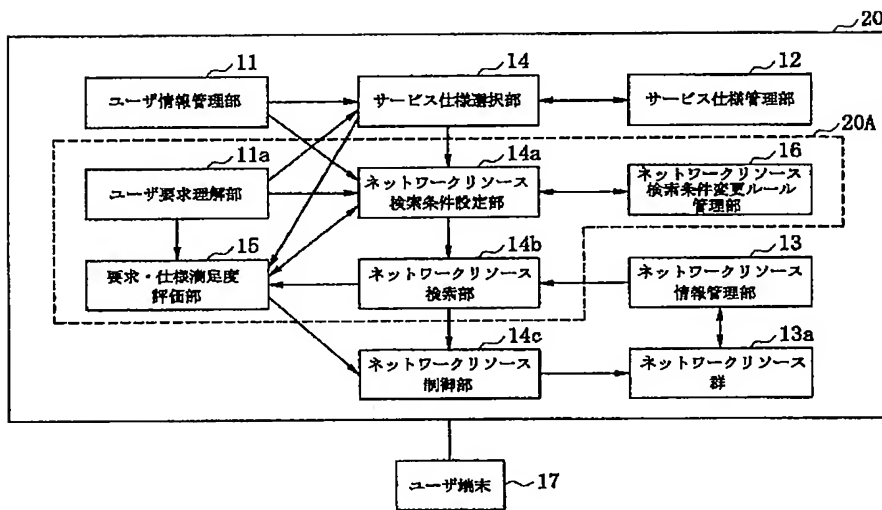 20
11
14
12
ユーザ情報管理部
サービス仕様選択部
サービス仕様管理部
20A
11a
14a
16
ユーザ要求理解部
ネットワークリソース
検索条件設定部
ネットワークリソース
検索条件変更ルール
管理部
15
14b
13
要求・仕様満足度
評価部
ネットワークリソース
検索部
ネットワークリソース
情報管理部
14c
13a
ネットワークリソース
制御部
ネットワークリソース
群
ユーザ端末
17